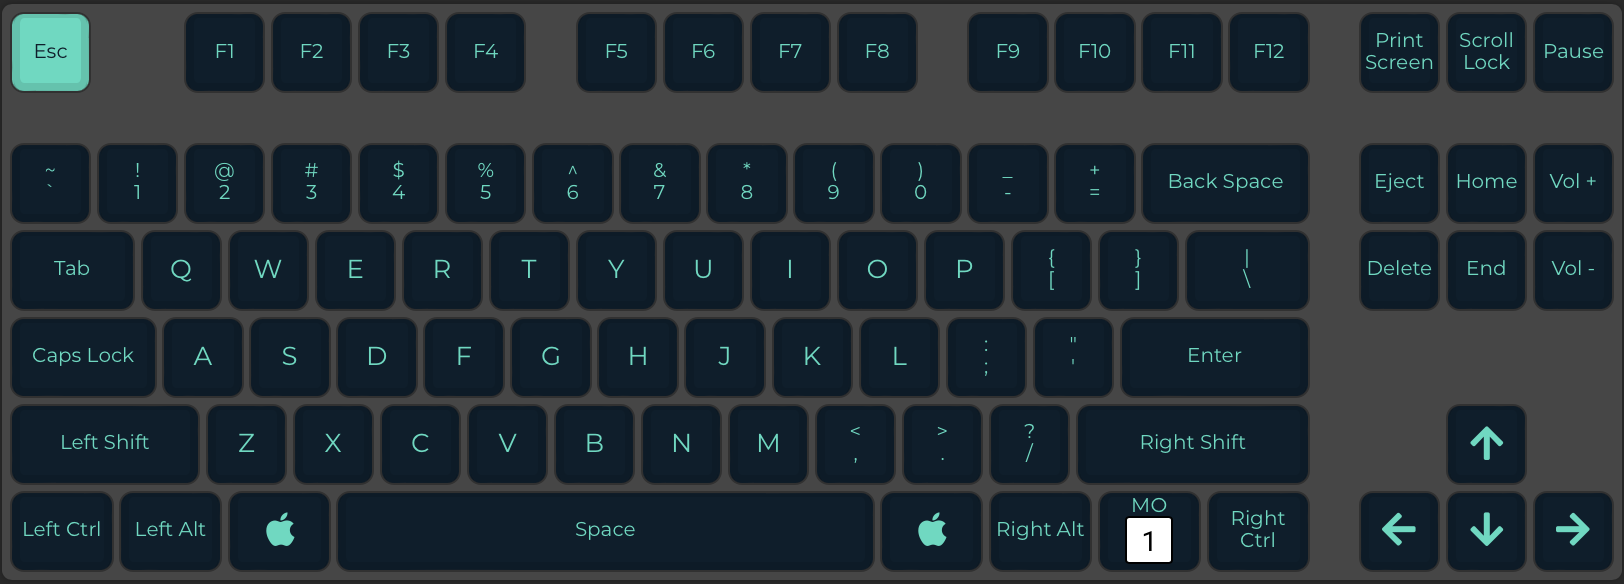 Esc F1 F2 F3 F4 F5 F6 F7 F8 F9 F10 F11 F12 Print Screen Scroll Lock Pause
~ ! @ # $ % ^ & * ( ) _ +
` 1 2 3 4 5 6 7 8 9 0 - = Back Space Eject Home Vol +
Tab Q W E R T Y U I O P { [ } ] | \ Delete End Vol -
Caps Lock A S D F G H J K L : ; " ' Enter
Left Shift Z X C V B N M < , > . ? / Right Shift ↑
Left Ctrl Left Alt Space Right Alt MO 1 Right Ctrl ← ↓ →